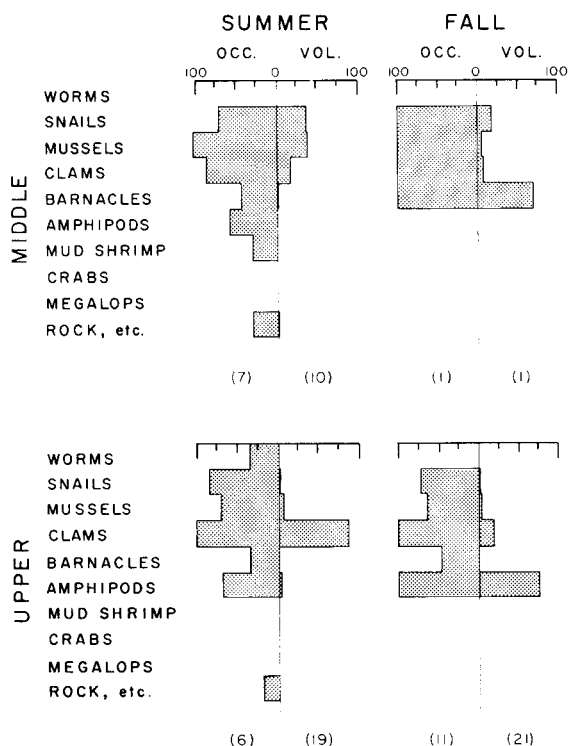 SUMMER FALL
OCC. VOL. OCC. VOL.
100 0 100 100 0 100
MIDDLE
WORMS
SNAILS
MUSSELS
CLAMS
BARNACLES
AMPHIPODS
MUD SHRIMP
CRABS
MEGALOPS
ROCK, etc.
(7) (10) (1) (1)
UPPER
WORMS
SNAILS
MUSSELS
CLAMS
BARNACLES
AMPHIPODS
MUD SHRIMP
CRABS
MEGALOPS
ROCK, etc.
(6) (19) (11) (21)